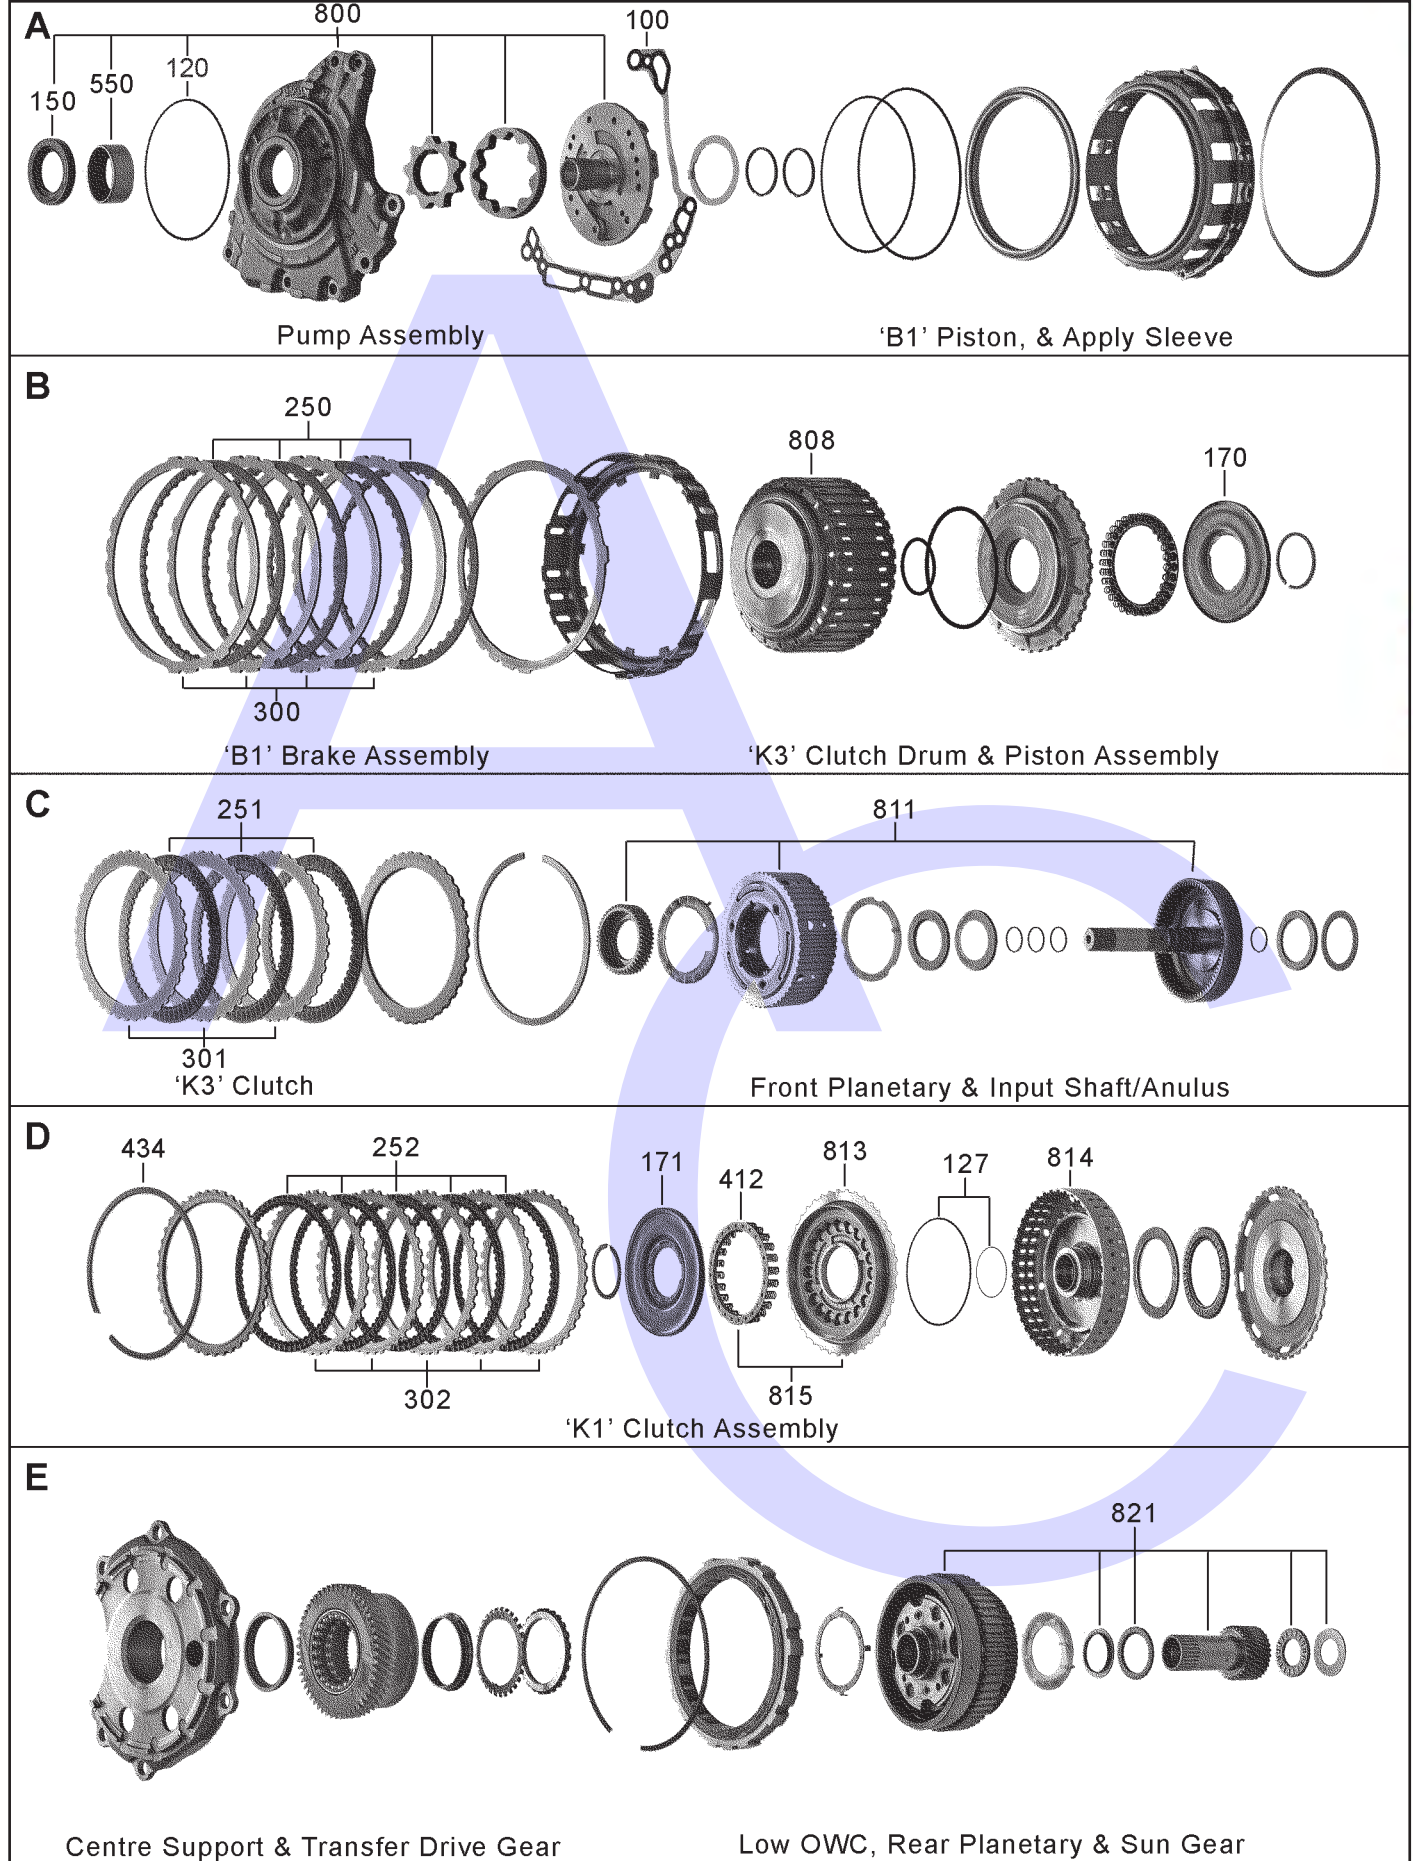 A
800
100
150
550
120
Pump Assembly
‘B1’ Piston, & Apply Sleeve
B
250
808
170
300
‘B1’ Brake Assembly
‘K3’ Clutch Drum & Piston Assembly
C
251
811
301
‘K3’ Clutch
Front Planetary & Input Shaft/Anulus
D
434
252
171
412
813
127
814
302
815
‘K1’ Clutch Assembly
E
821
Centre Support & Transfer Drive Gear
Low OWC, Rear Planetary & Sun Gear
AC